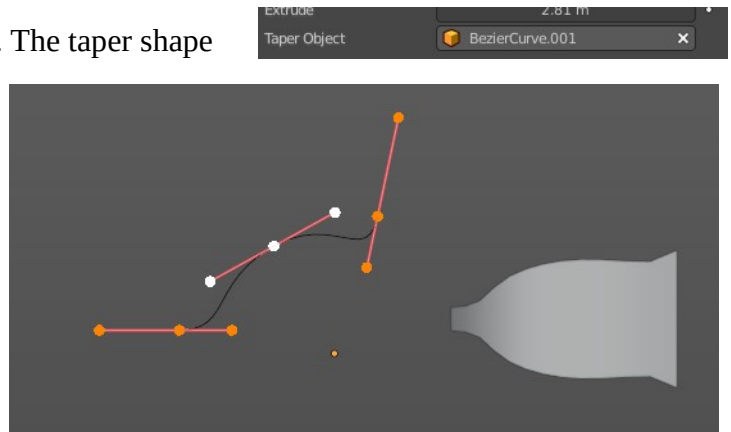 Extrude 2.81 m
. The taper shape
Taper Object BezierCurve.001